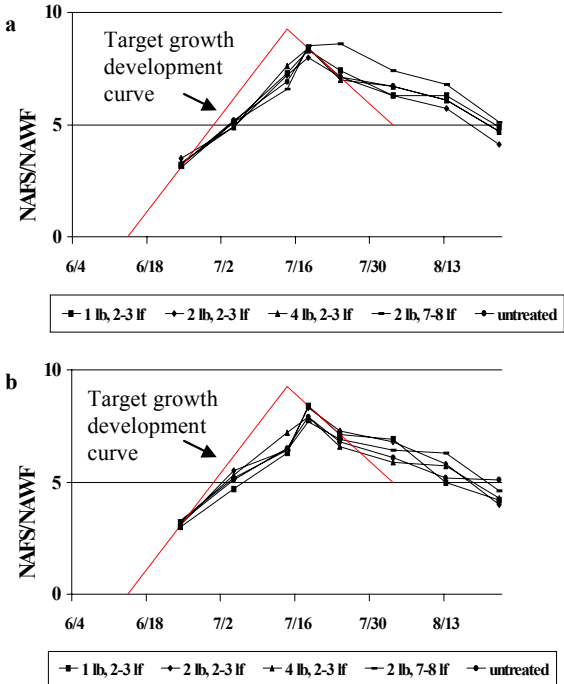 a
10
Target growth
development
curve
NAFS/NAWF
5
0
6/4 6/18 7/2 7/16 7/30 8/13
1 lb, 2-3 lf 2 lb, 2-3 lf 4 lb, 2-3 lf 2 lb, 7-8 lf untreated
b
10
Target growth
development
curve
NAFS/NAWF
5
0
6/4 6/18 7/2 7/16 7/30 8/13
1 lb, 2-3 lf 2 lb, 2-3 lf 4 lb, 2-3 lf 2 lb, 7-8 lf untreated